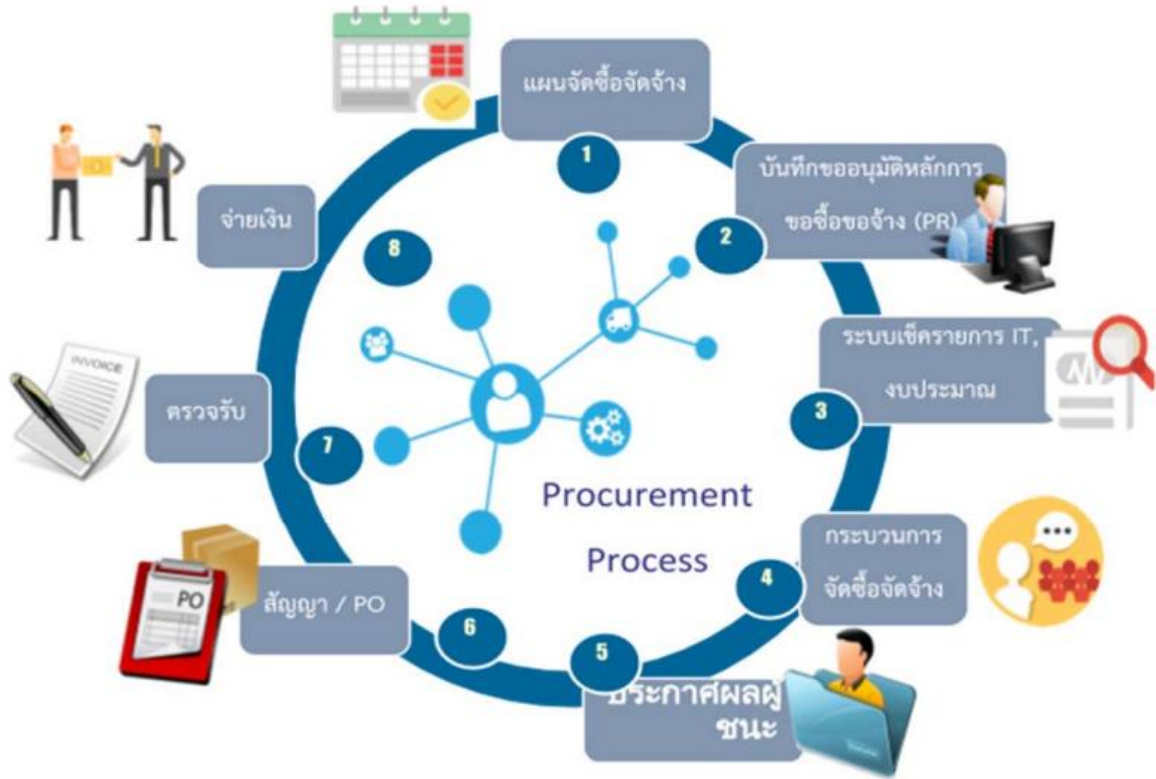 แผนจัดซื้อจัดจ้าง
1
บันทึกขออนุมัติหลักการ
ขอซื้อขอจ้าง (PR)
2
ระบบเช็ครายการ IT,
งบประมาณ
3
กระบวนการ
จัดซื้อจัดจ้าง
4
ประกาศผลผู้
ชนะ
5
สัญญา / PO
6
PO
ตรวจรับ
7
INVOICE
จ่ายเงิน
8
Procurement
Process